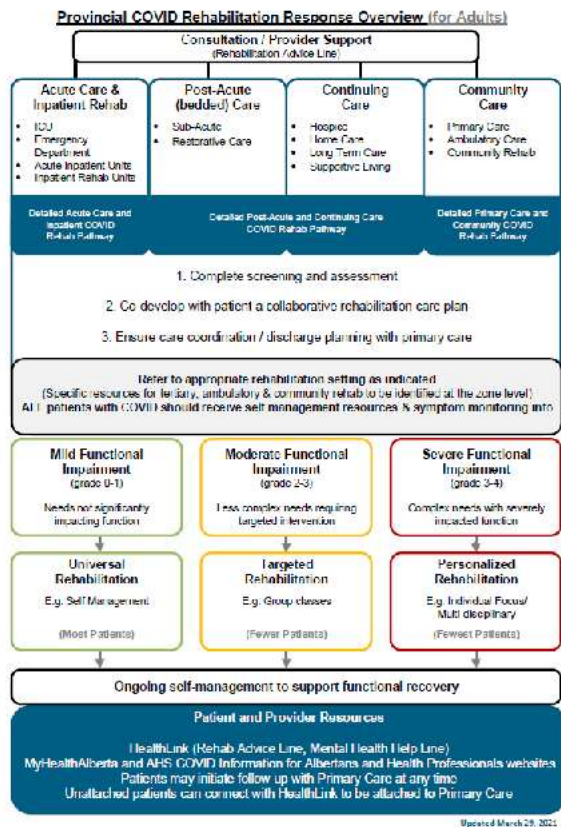 Provincial COVID Rehabilitation Response Overview (for Adults)
Consultation / Provider Support
(Rehabilitation Advice Line)
Acute Care &
Inpatient Rehab
• ICU
• Emergency
Department
• Acute Inpatient Units
• Inpatient Rehab Units
Post-Acute
(bedded) Care
• Sub-Acute
• Restorative Care
Continuing
Care
• Hospice
• Home Care
• Long Term Care
• Supportive Living
Community
Care
• Primary Care
• Ambulatory Care
• Community Rehab
Detailed Acute Care and
Inpatient COVID
Rehab Pathway
Detailed Post-Acute and Continuing Care
COVID Rehab Pathway
Detailed Primary Care and
Community COVID
Rehab Pathway
1. Complete screening and assessment
2. Co develop with patient a collaborative rehabilitation care plan
3. Ensure care coordination / discharge planning with primary care
Refer to appropriate rehabilitation setting as indicated
(Specific resources for tertiary, ambulatory & community rehab to be identified at the zone level)
ALL patients with COVID should receive self management resources & symptom monitoring info
Mild Functional
Impairment
(grade 0-1)
Needs not significantly
impacting function
Moderate Functional
Impairment
(grade 2-3)
Less complex needs requiring
targeted intervention
Severe Functional
Impairment
(grade 3-4)
Complex needs with severely
impacted function
Universal
Rehabilitation
E.g. Self Management
(Most Patients)
Targeted
Rehabilitation
E.g. Group classes
(Fewer Patients)
Personalized
Rehabilitation
E.g. Individual Focus/
Multi disciplinary
(Fewest Patients)
Ongoing self-management to support functional recovery
Patient and Provider Resources
HealthLink (Rehab Advice Line, Mental Health Help Line)
MyHealthAlberta and AHS COVID Information for Albertans and Health Professionals websites
Patients may initiate follow up with Primary Care at any time
Unattached patients can connect with HealthLink to be attached to Primary Care
Updated March 29, 2021